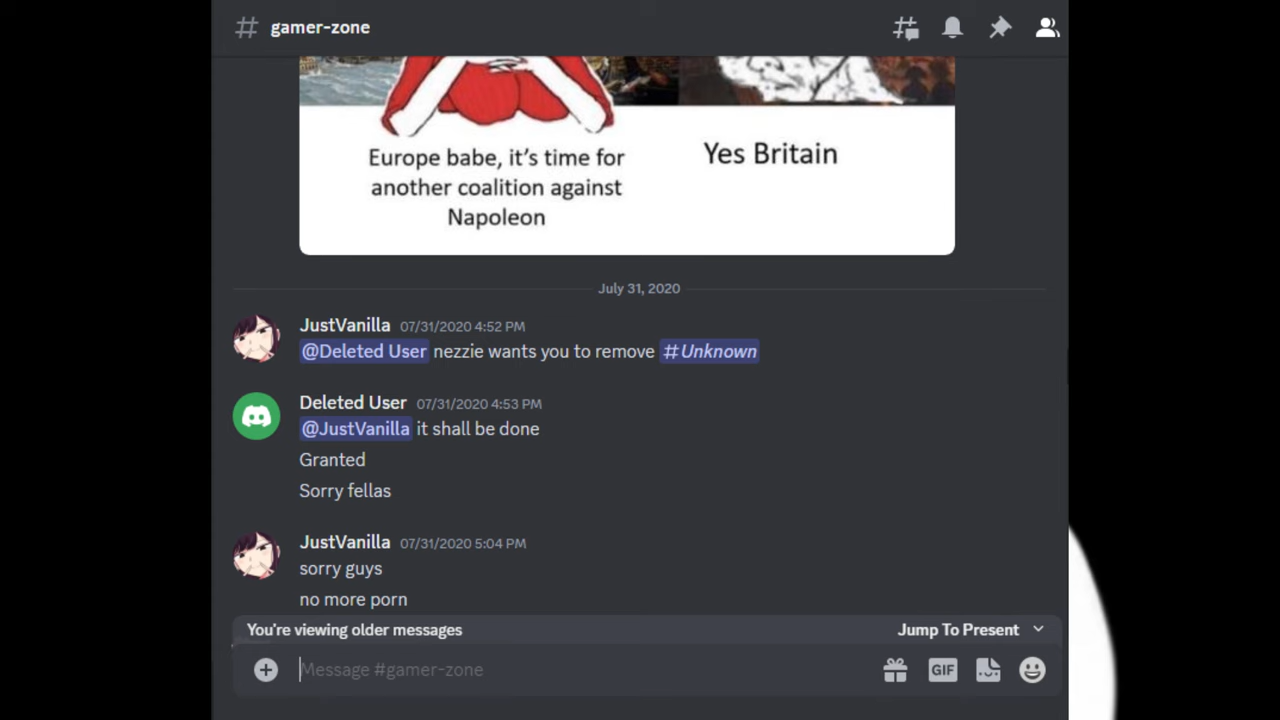 # gamer-zone
Europe babe, it's time for
another coalition against
Napoleon
Yes Britain
July 31, 2020
JustVanilla 07/31/2020 4:52 PM
@Deleted User nezzie wants you to remove #Unknown
Deleted User 07/31/2020 4:53 PM
@JustVanilla it shall be done
Granted
Sorry fellas
JustVanilla 07/31/2020 5:04 PM
sorry guys
no more porn
You're viewing older messages Jump To Present
Message #gamer-zone GIF